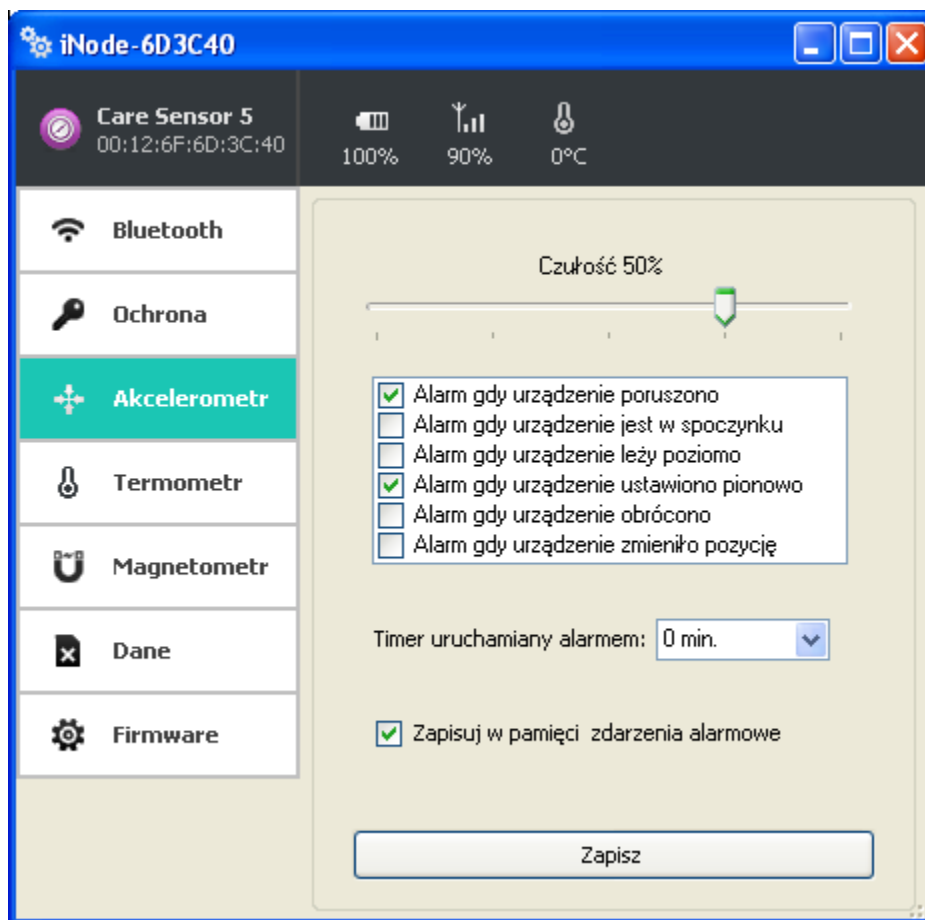 iNode-6D3C40
Care Sensor 5
00:12:6F:6D:3C:40
100%
90%
0°C
Bluetooth
Ochrona
Akcelerometr
Termometr
Magnetometr
Dane
Firmware
Czułość 50%
Alarm gdy urządzenie poruszono
Alarm gdy urządzenie jest w spoczynku
Alarm gdy urządzenie leży poziomo
Alarm gdy urządzenie ustawiono pionowo
Alarm gdy urządzenie obrócono
Alarm gdy urządzenie zmieniło pozycję
Timer uruchamiany alarmem: 0 min.
Zapisuj w pamięci zdarzenia alarmowe
Zapisz